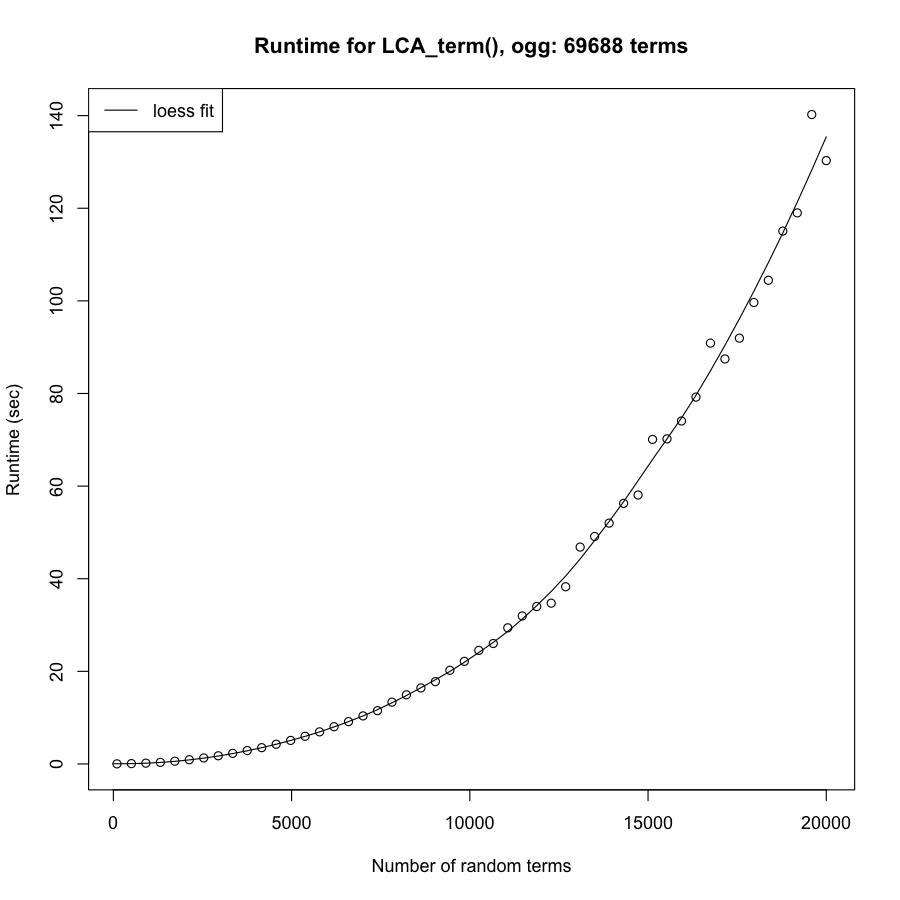 Runtime for LCA_term(), ogg: 69688 terms
loess fit
140
120
100
80
60
40
20
0
Runtime (sec)
0 5000 10000 15000 20000
Number of random terms